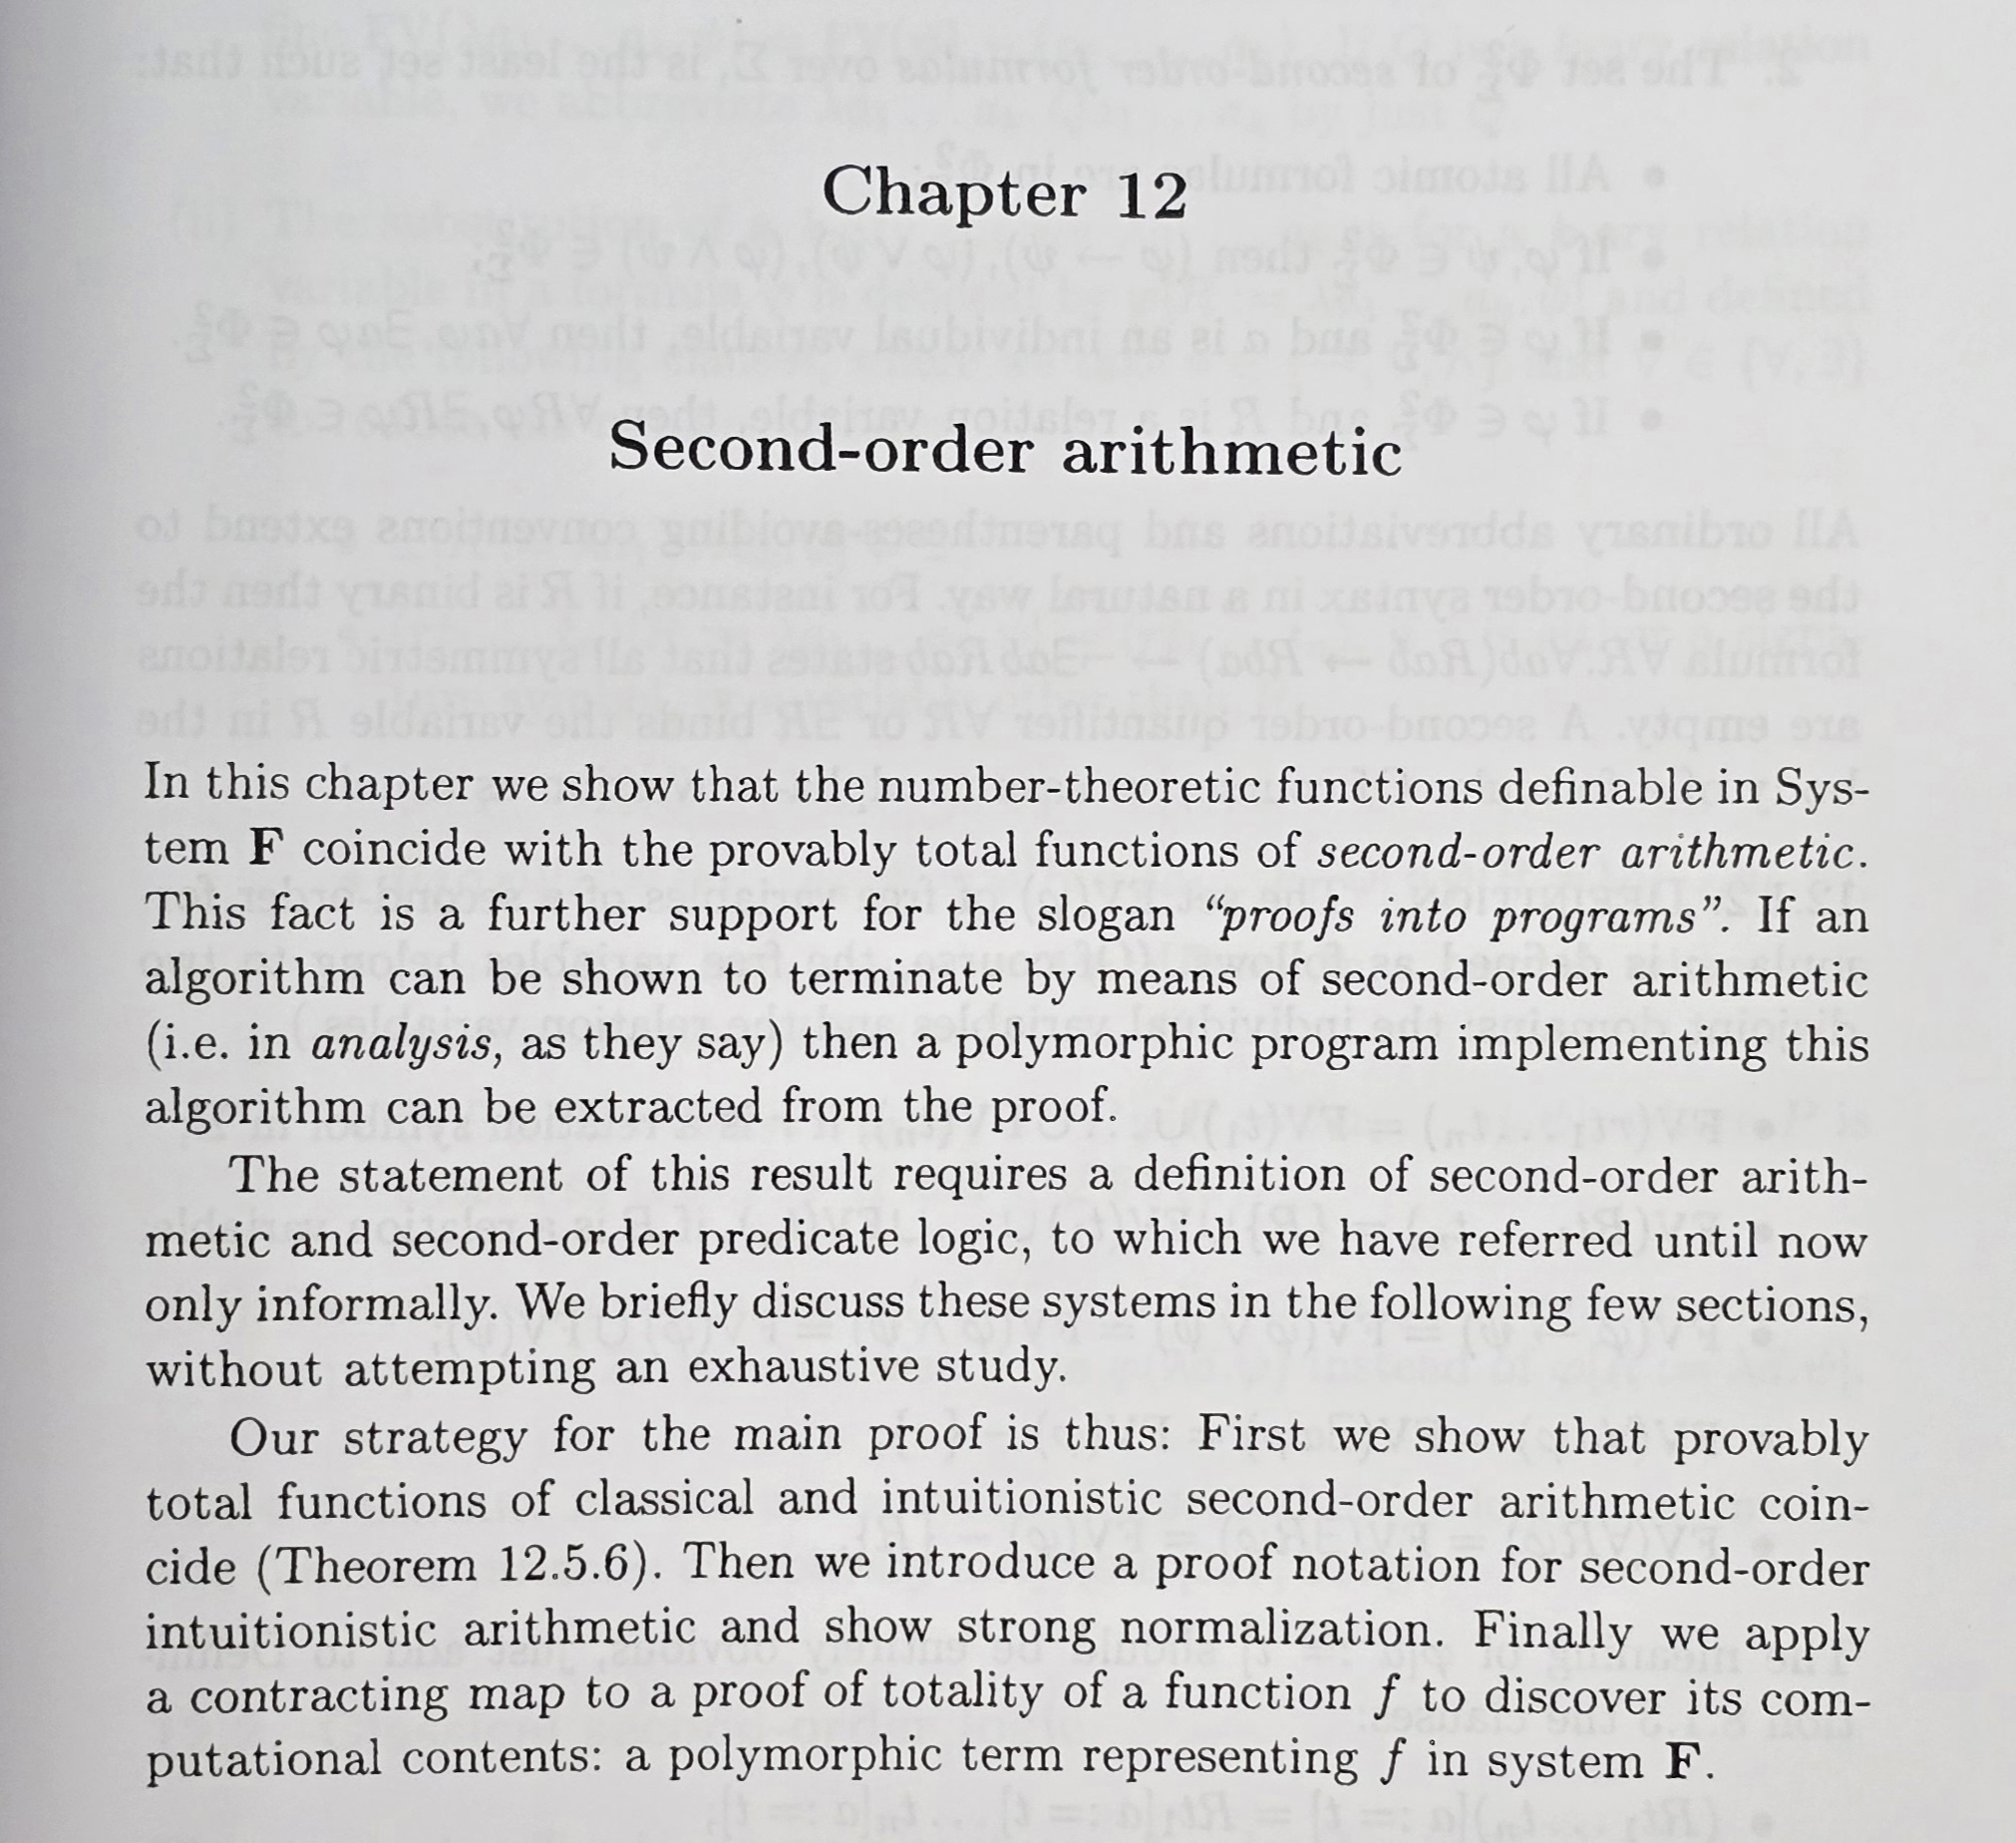 Chapter 12
Second-order arithmetic
In this chapter we show that the number-theoretic functions definable in Sys-
tem F coincide with the provably total functions of second-order arithmetic.
This fact is a further support for the slogan “proofs into programs”. If an
algorithm can be shown to terminate by means of second-order arithmetic
(i.e. in analysis, as they say) then a polymorphic program implementing this
algorithm can be extracted from the proof.
The statement of this result requires a definition of second-order arith-
metic and second-order predicate logic, to which we have referred until now
only informally. We briefly discuss these systems in the following few sections,
without attempting an exhaustive study.
Our strategy for the main proof is thus: First we show that provably
total functions of classical and intuitionistic second-order arithmetic coin-
cide (Theorem 12.5.6). Then we introduce a proof notation for second-order
intuitionistic arithmetic and show strong normalization. Finally we apply
a contracting map to a proof of totality of a function f to discover its com-
putational contents: a polymorphic term representing f in system F.